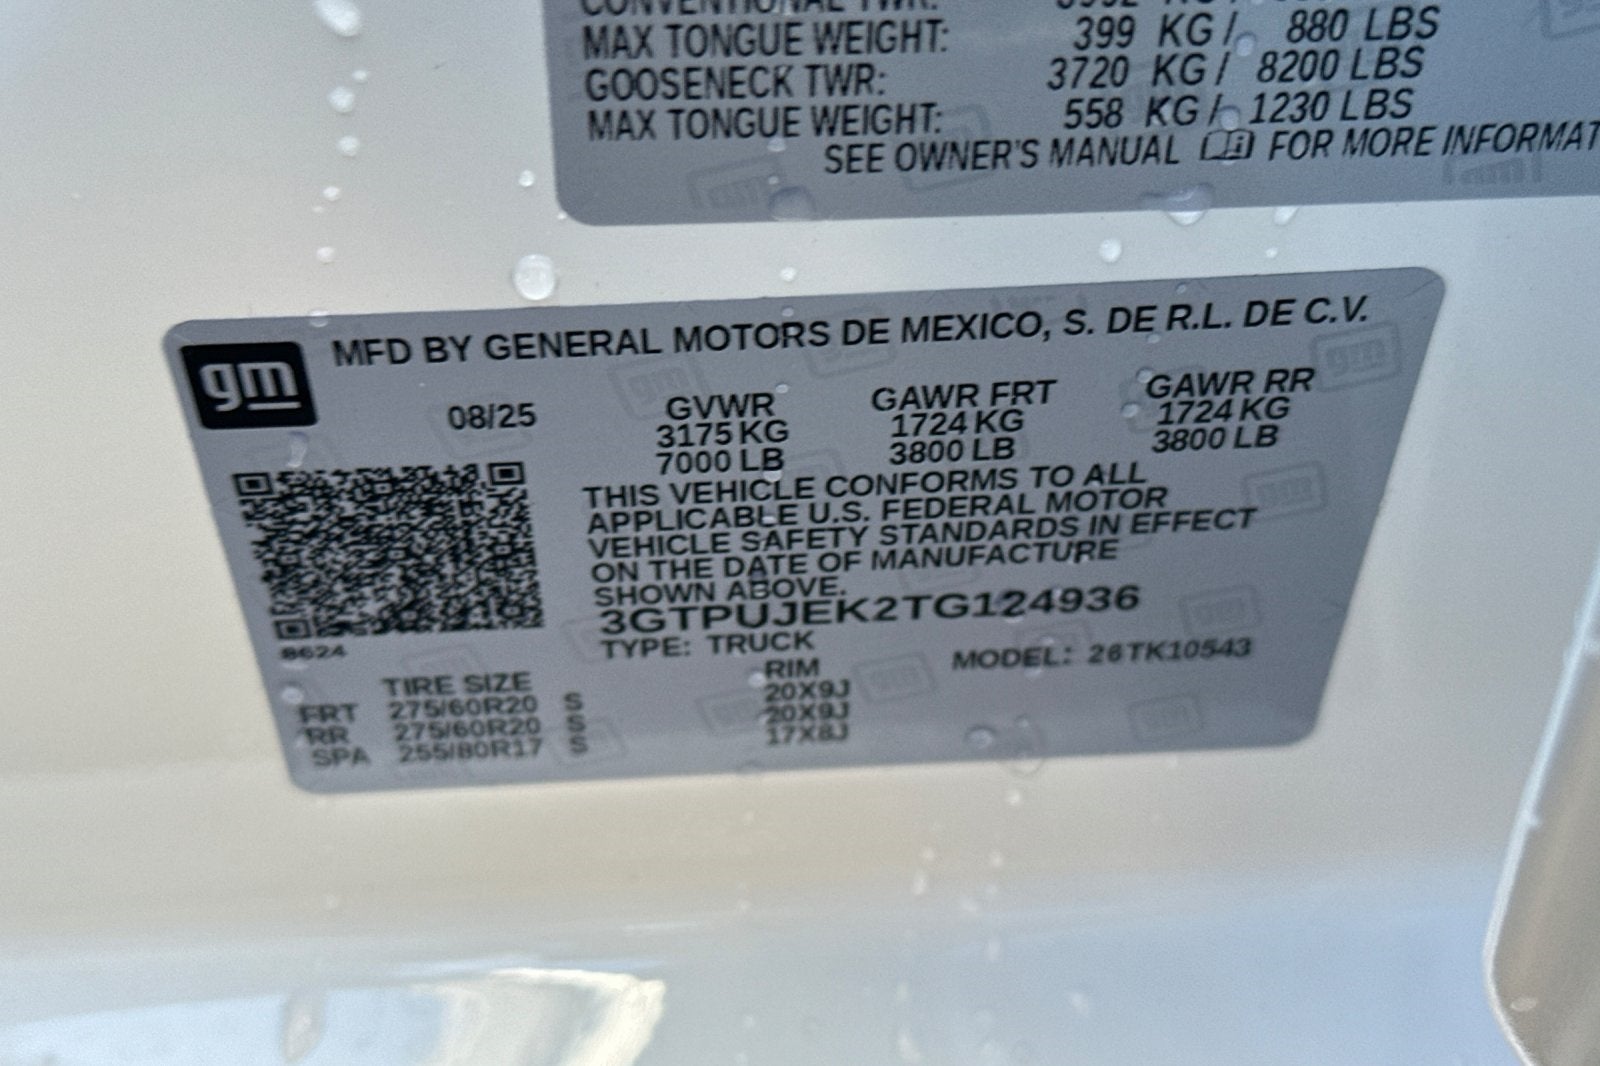 CONVENTIONAL TWR: KG /
MAX TONGUE WEIGHT: 399 KG / 880 LBS
GOOSENECK TWR: 3720 KG / 8200 LBS
MAX TONGUE WEIGHT: 558 KG / 1230 LBS
SEE OWNER'S MANUAL FOR MORE INFORMAT
gm
MFD BY GENERAL MOTORS DE MEXICO, S. DE R.L. DE C.V.
08/25
GVWR GAWR FRT GAWR RR
3175 KG 1724 KG 1724 KG
7000 LB 3800 LB 3800 LB
THIS VEHICLE CONFORMS TO ALL
APPLICABLE U.S. FEDERAL MOTOR
VEHICLE SAFETY STANDARDS IN EFFECT
ON THE DATE OF MANUFACTURE
SHOWN ABOVE.
3GTPUJEK2TG124936
TYPE: TRUCK MODEL: 26TK10543
8624
TIRE SIZE RIM
FRT 275/60R20 S 20X9J
RR 275/60R20 S 20X9J
SPA 255/80R17 S 17X8J